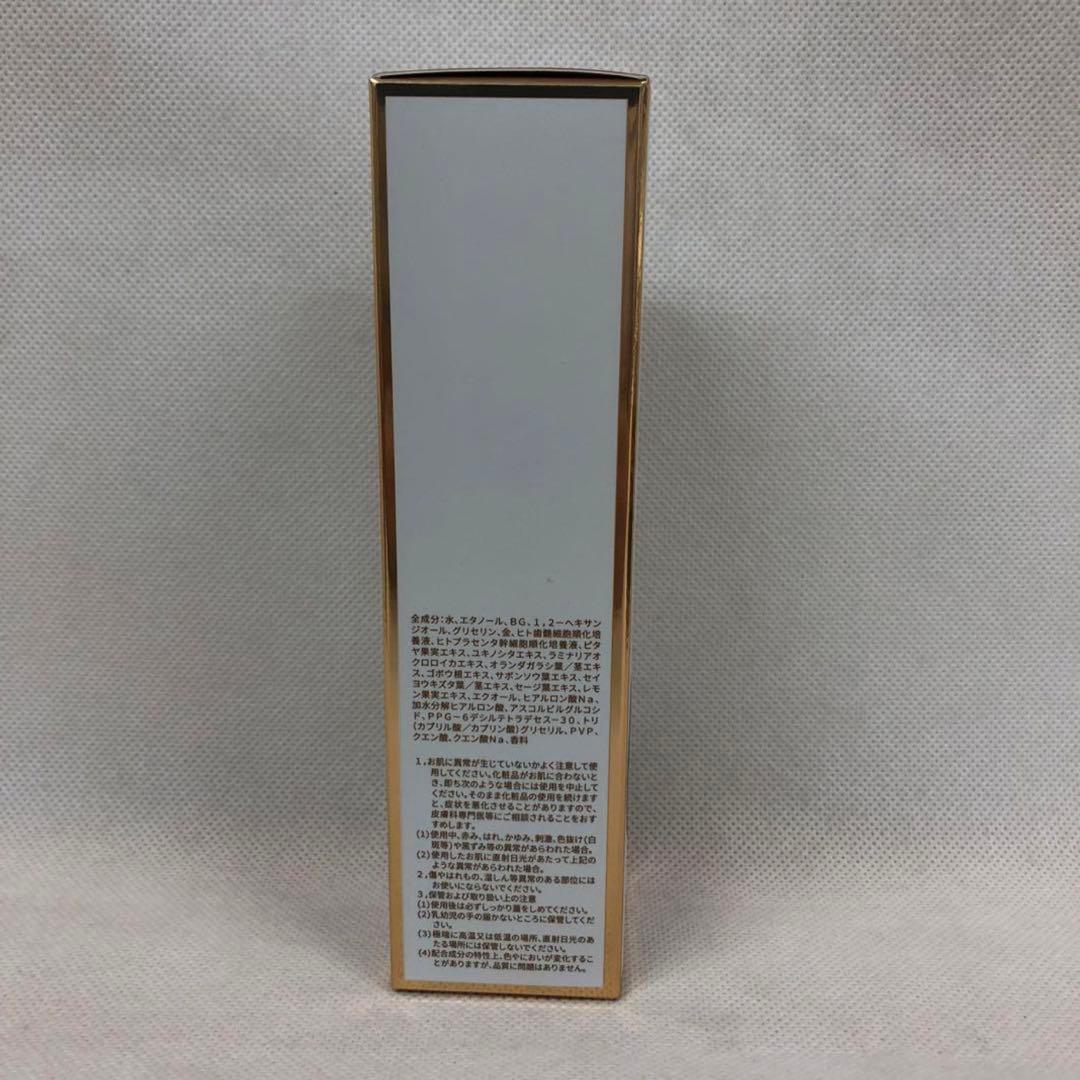 全成分：水、エタノール、BG、1，2－ヘキサン
ジオール、グリセリン、金、ヒト歯髄細胞順化培
養液、ヒトプラセンタ幹細胞順化培養液、ピタ
ヤ果実エキス、ユキノシタエキス、ラミナリアオ
クロロイカエキス、オランダガラシ葉／茎エキ
ス、ゴボウ根エキス、サボンソウ葉エキス、セイ
ヨウキズタ葉／茎エキス、セージ葉エキス、レモ
ン果実エキス、エクオール、ヒアルロン酸Na、
加水分解ヒアルロン酸、アスコルビルグルコシ
ド、PPG－6デシルテトラデセス－30、トリ
（カプリル酸／カプリン酸）グリセリル、PVP、
クエン酸、クエン酸Na、香料
1，お肌に異常が生じていないかよく注意して使
用してください。化粧品がお肌に合わないと
き、即ち次のような場合には使用を中止して
ください。そのまま化粧品の使用を続けます
と、症状を悪化させることがありますので、
皮膚科専門医等にご相談されることをおす
すめします。
(1)使用中、赤み、はれ、かゆみ、刺激、色抜け(白
斑等)や黒ずみ等の異常があらわれた場合。
(2)使用したお肌に直射日光があたって上記の
ような異常があらわれた場合。
2，傷やはれもの、湿しん等異常のある部位には
お使いにならないでください。
3，保管および取り扱い上の注意
(1)使用後は必ずしっかり蓋をしめてください。
(2)乳幼児の手の届かないところに保管してくだ
さい。
(3)極端に高温又は低温の場所、直射日光のあ
たる場所には保管しないでください。
(4)配合成分の特性上、色やにおいが変化するこ
とがありますが、品質に問題はありません。